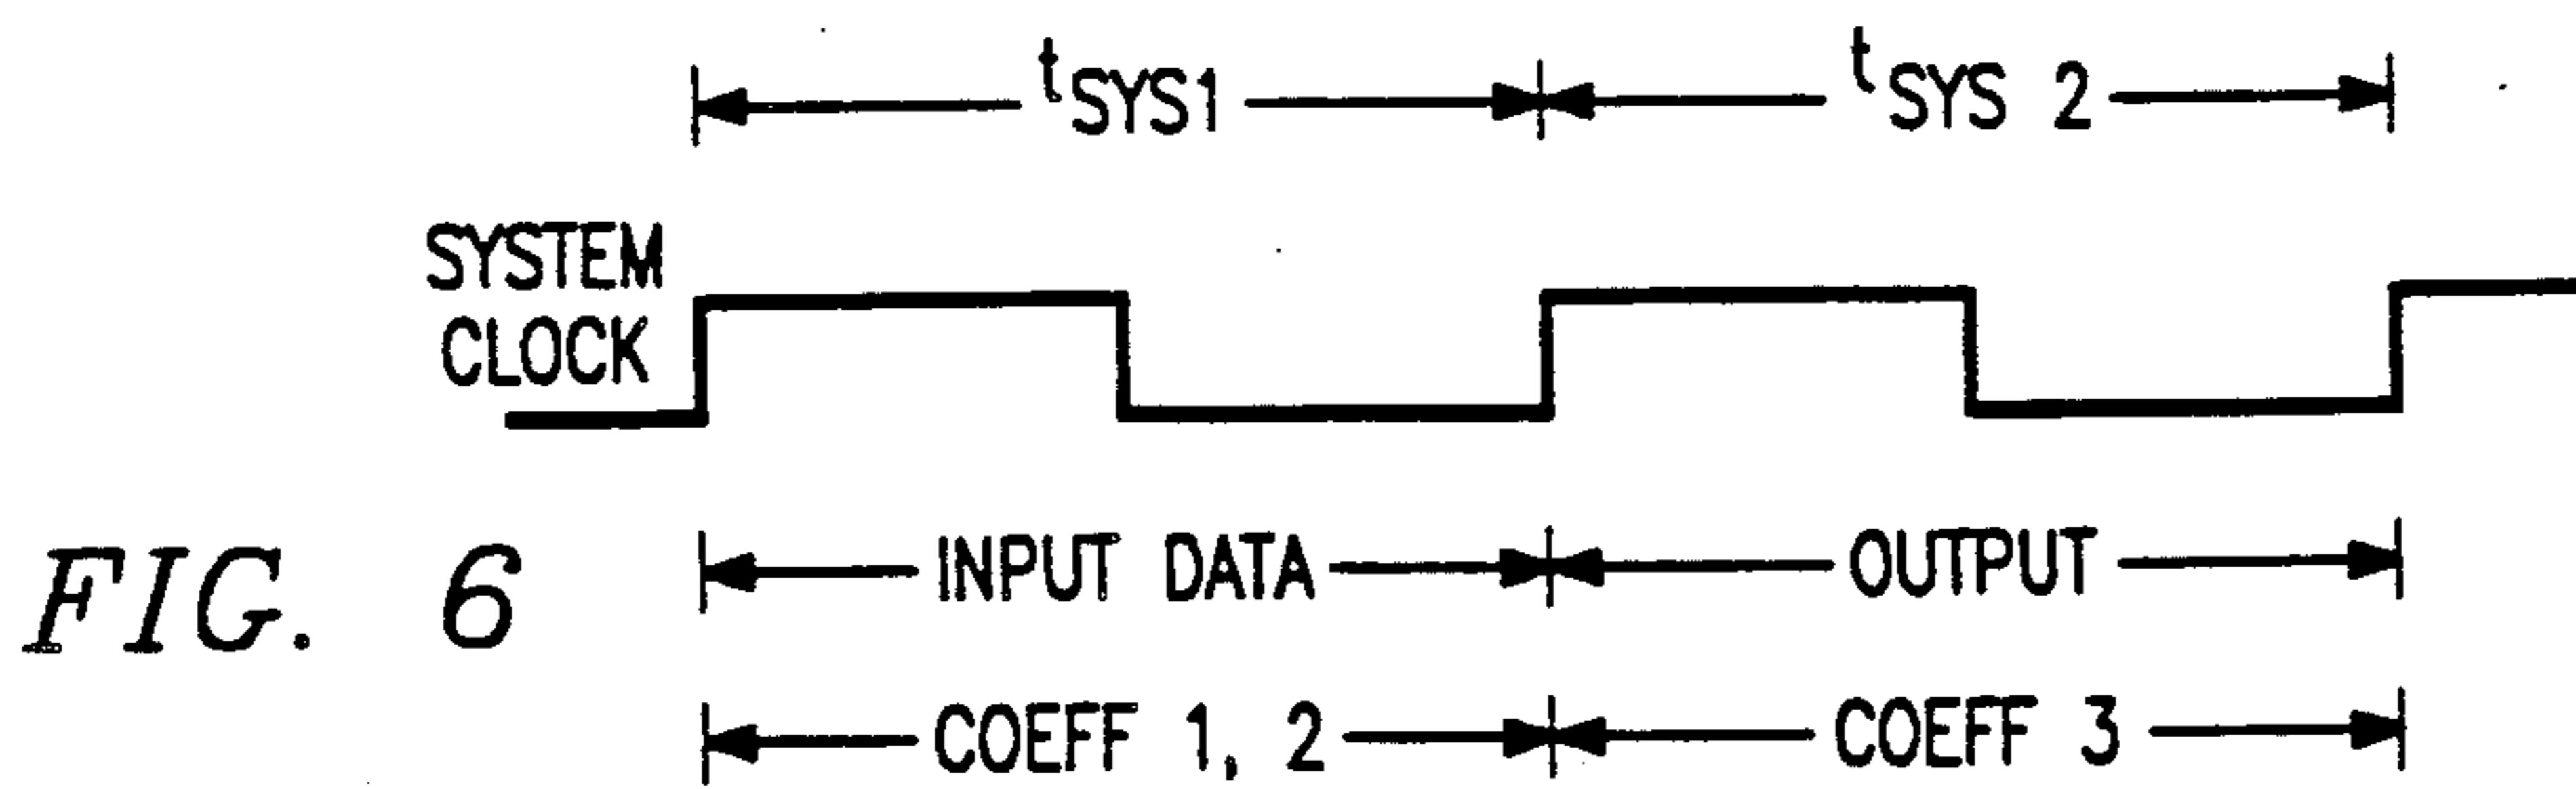 tSYS1 tSYS 2
SYSTEM
CLOCK
INPUT DATA OUTPUT
FIG. 6
COEFF 1, 2 COEFF 3